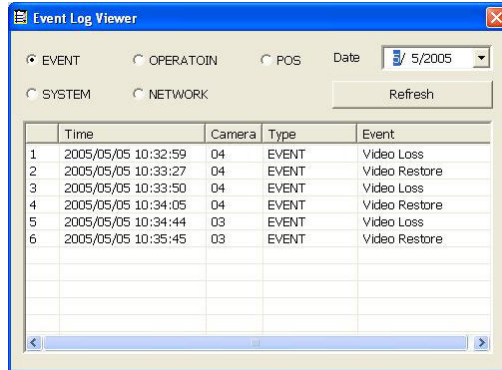 Event Log Viewer
EVENT OPERATOIN POS Date 5/ 5/2005
SYSTEM NETWORK Refresh
Time Camera Type Event
1 2005/05/05 10:32:59 04 EVENT Video Loss
2 2005/05/05 10:33:27 04 EVENT Video Restore
3 2005/05/05 10:33:50 04 EVENT Video Loss
4 2005/05/05 10:34:05 04 EVENT Video Restore
5 2005/05/05 10:34:44 03 EVENT Video Loss
6 2005/05/05 10:35:45 03 EVENT Video Restore